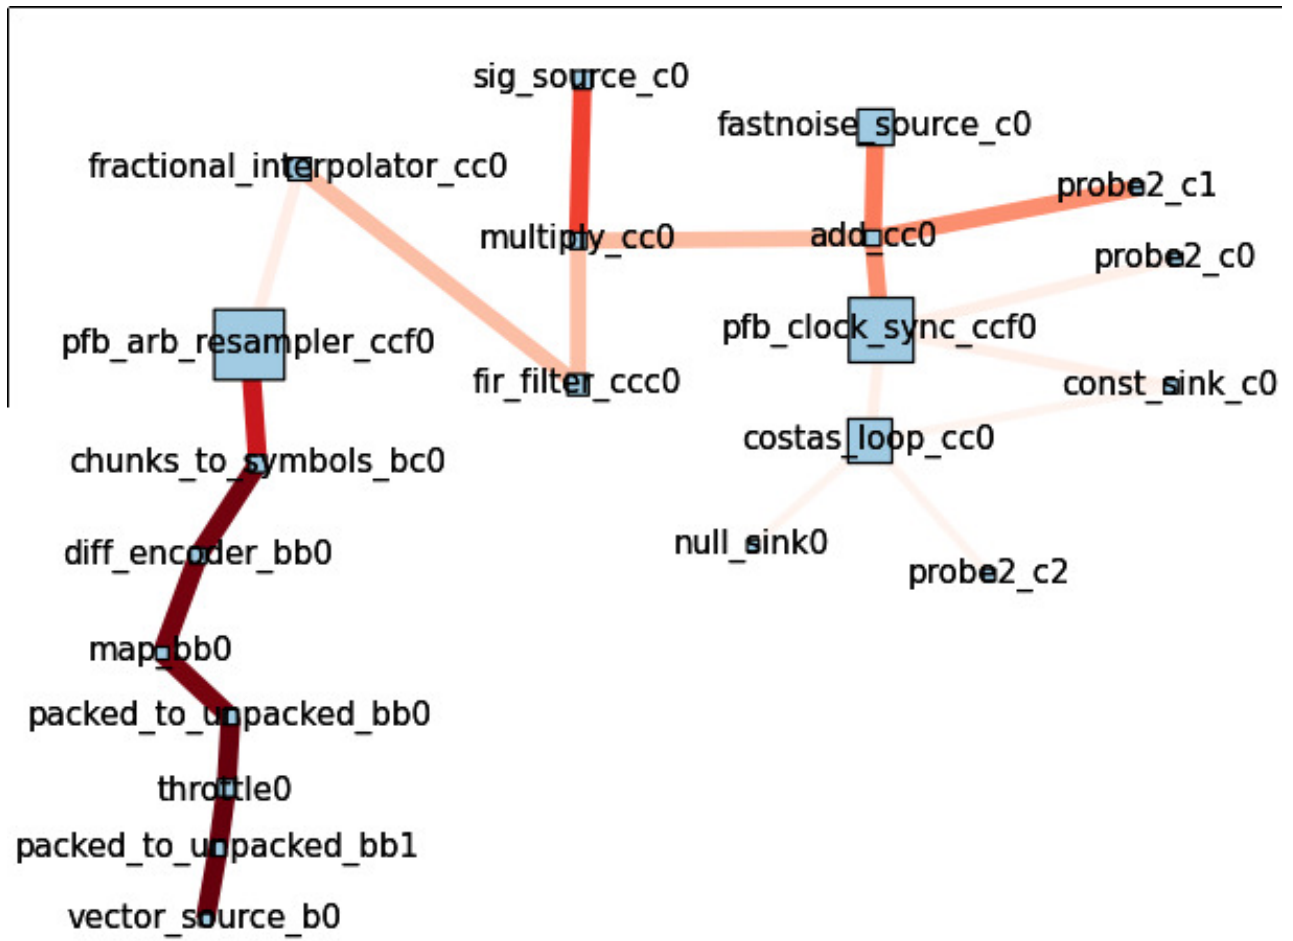 sig_source_c0
fastnoise_source_c0
fractional_interpolator_cc0
probe2_c1
multiply_cc0
add_cc0
probe2_c0
pfb_arb_resampler_ccf0
pfb_clock_sync_ccf0
fir_filter_ccc0
const_sink_c0
costas_loop_cc0
chunks_to_symbols_bc0
null_sink0
diff_encoder_bb0
probe2_c2
map_bb0
packed_to_unpacked_bb0
throttle0
packed_to_unpacked_bb1
vector_source_b0